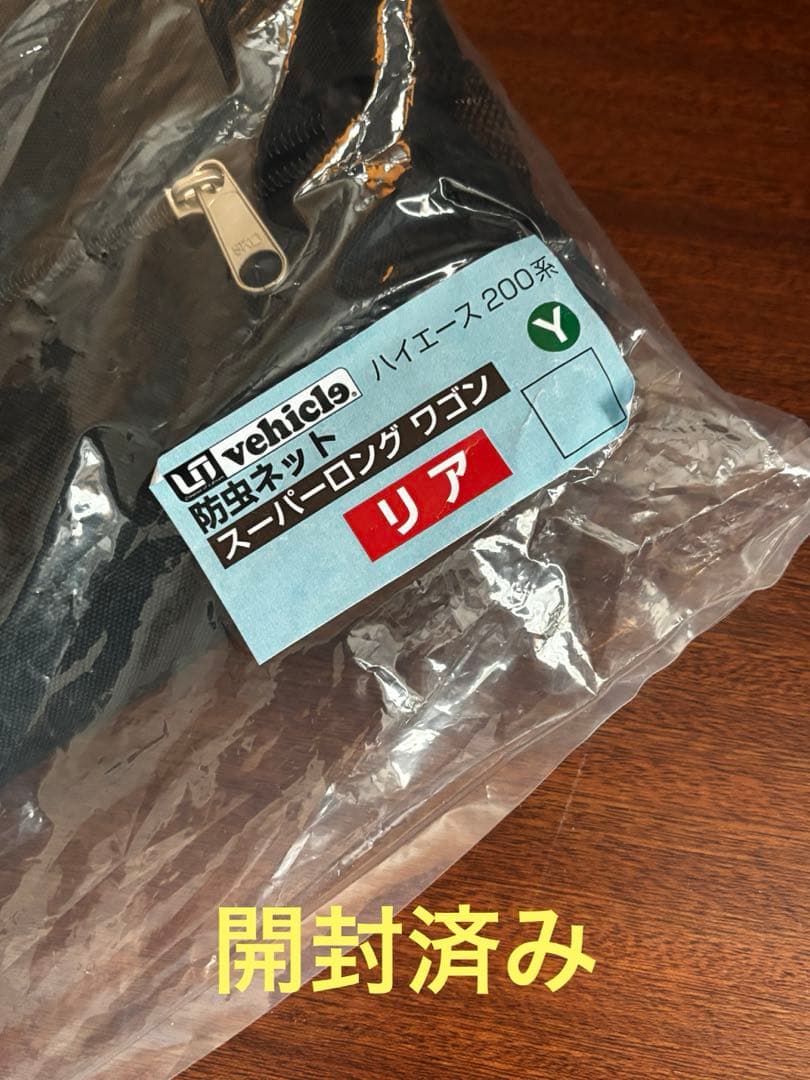 UI vehicle® ハイエース200系
Y
防虫ネット
スーパーロング ワゴン
リア
開封済み